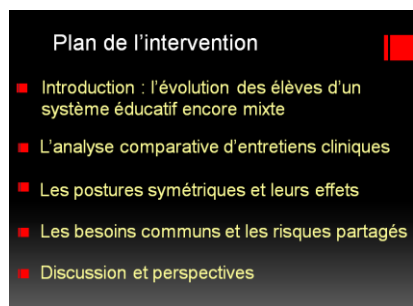 Plan de l'intervention
Introduction : l'évolution des élèves d'un
système éducatif encore mixte
L'analyse comparative d'entretiens cliniques
Les postures symétriques et leurs effets
Les besoins communs et les risques partagés
Discussion et perspectives